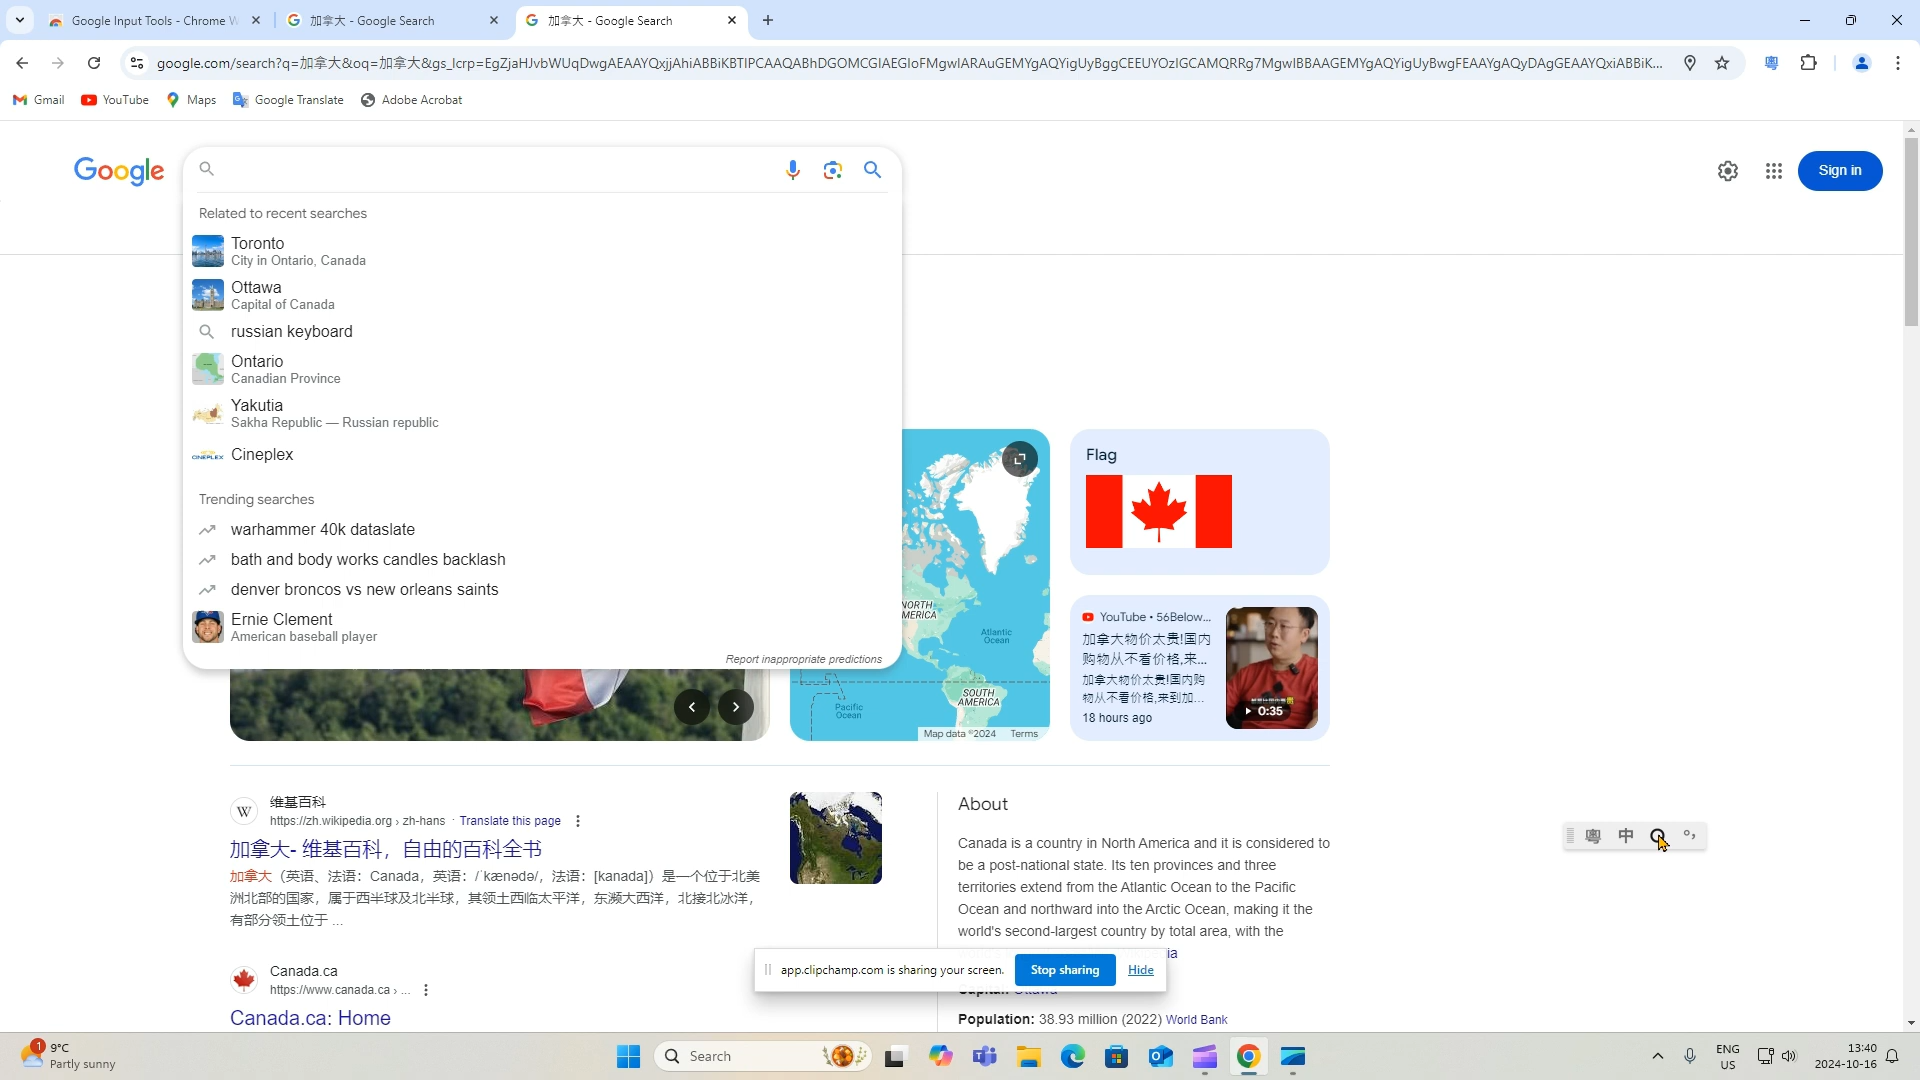 Google Input Tools - Chrome W
加拿大 - Google Search
加拿大 - Google Search
google.com/search?q=加拿大&oq=加拿大&gs_lcrp=EgZjaHJvbWUqDwgAEAAYQxjjAhiABBiKBTIPCAAQABhDGOMCGIAEGIoFMgwIARAuGEMYgAQYigUyBggCEEUYOzIGCAMQRRg7MgwIBBAAGEMYgAQYigUyBwgFEAAYgAQyDAgGEAAYQxiABBiK...
Gmail
YouTube
Maps
Google Translate
Adobe Acrobat
Google
Sign in
Related to recent searches
Toronto
City in Ontario, Canada
Ottawa
Capital of Canada
russian keyboard
Ontario
Canadian Province
Yakutia
Sakha Republic — Russian republic
CINEPLEX
Cineplex
Trending searches
warhammer 40k dataslate
bath and body works candles backlash
denver broncos vs new orleans saints
Ernie Clement
American baseball player
Report inappropriate predictions
NORTH
AMERICA
Atlantic
Ocean
SOUTH
AMERICA
Pacific
Ocean
Map data ©2024
Terms
Flag
YouTube • 56Below...
加拿大物价太贵!国内
购物从不看价格,来...
加拿大物价太贵!国内购
物从不看价格,来到加...
18 hours ago
0:35
W
维基百科
https://zh.wikipedia.org › zh-hans · Translate this page
加拿大- 维基百科，自由的百科全书
加拿大（英语、法语：Canada，英语：/ˈkænədə/，法语：[kanada]）是一个位于北美
洲北部的国家，属于西半球及北半球，其领土西临太平洋，东濒大西洋，北接北冰洋，
有部分领土位于 ...
Canada.ca
https://www.canada.ca › ...
Canada.ca: Home
About
Canada is a country in North America and it is considered to
be a post-national state. Its ten provinces and three
territories extend from the Atlantic Ocean to the Pacific
Ocean and northward into the Arctic Ocean, making it the
world's second-largest country by total area, with the
Population: 38.93 million (2022) World Bank
粵 中
app.clipchamp.com is sharing your screen.
Stop sharing
Hide
1
9°C
Partly sunny
Search
ENG
US
13:40
2024-10-16